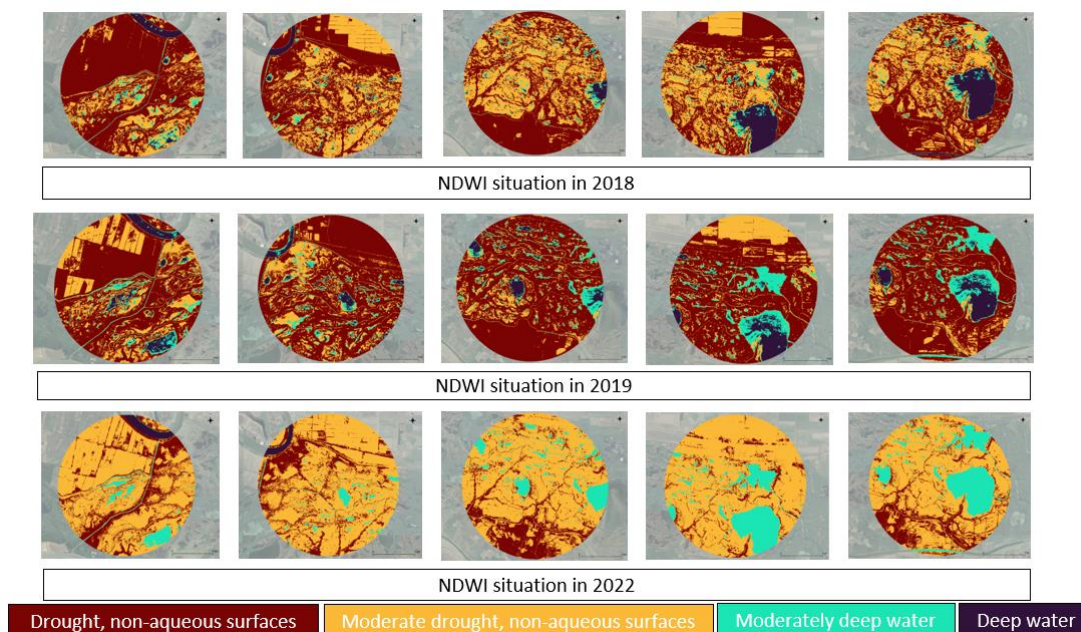 NDWI situation in 2018
NDWI situation in 2019
NDWI situation in 2022
Drought, non-aqueous surfaces
Moderate drought, non-aqueous surfaces
Moderately deep water
Deep water